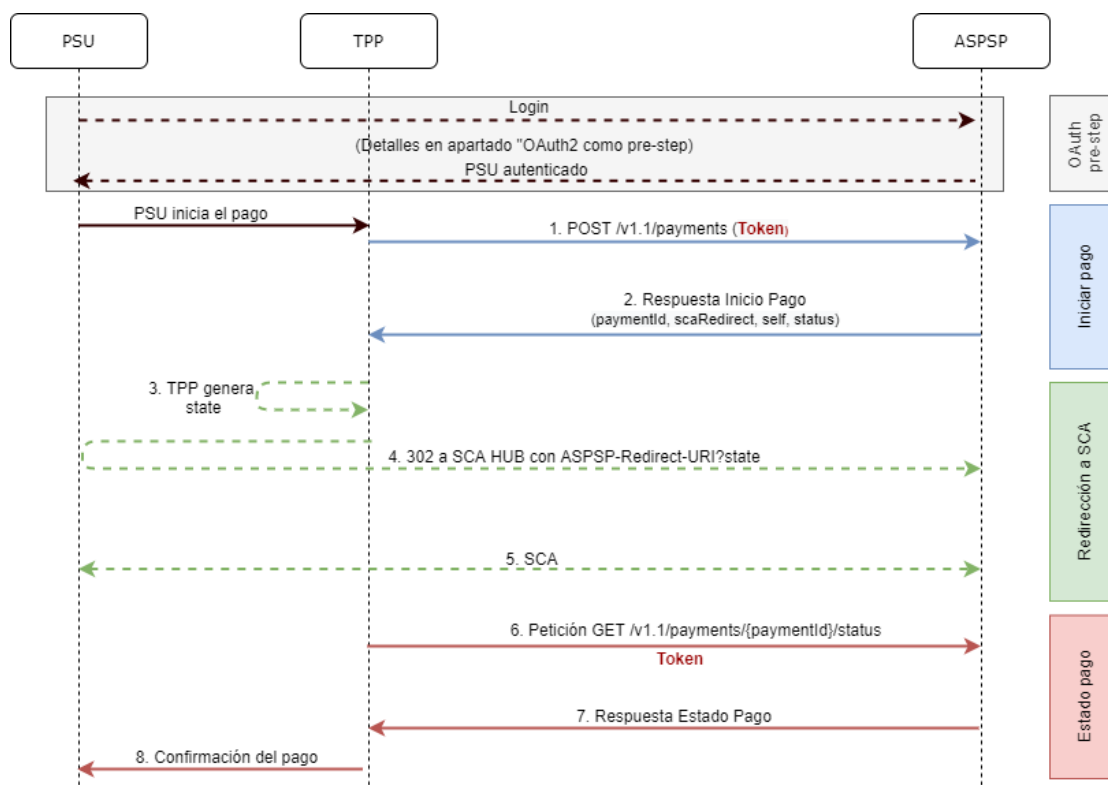 PSU
TPP
ASPSP
Login
(Detalles en apartado "OAuth2 como pre-step)
PSU autenticado
OAuth
pre-step
PSU inicia el pago
1. POST /v1.1/payments (Token)
2. Respuesta Inicio Pago
(paymentId, scaRedirect, self, status)
Iniciar pago
3. TPP genera
state
4. 302 a SCA HUB con ASPSP-Redirect-URI?state
5. SCA
Redirección a SCA
6. Petición GET /v1.1/payments/{paymentId}/status
Token
7. Respuesta Estado Pago
8. Confirmación del pago
Estado pago